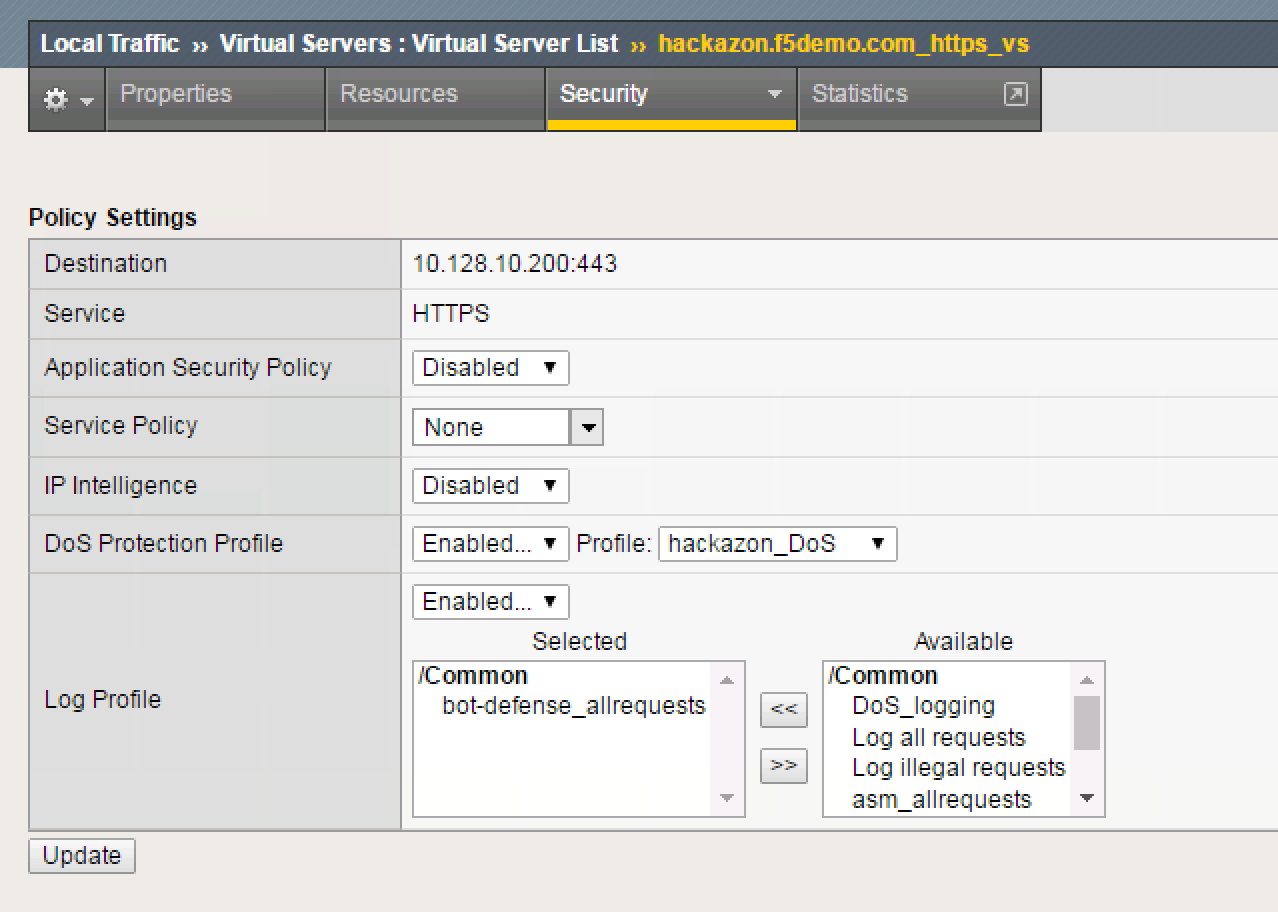 Local Traffic ›› Virtual Servers : Virtual Server List ›› hackazon.f5demo.com_https_vs
Properties Resources Security Statistics
Policy Settings
Destination 10.128.10.200:443
Service HTTPS
Application Security Policy Disabled
Service Policy None
IP Intelligence Disabled
DoS Protection Profile Enabled... Profile: hackazon_DoS
Enabled...
Selected Available
/Common /Common
bot-defense_allrequests << DoS_logging
Log Profile Log all requests
>> Log illegal requests
asm_allrequests
Update